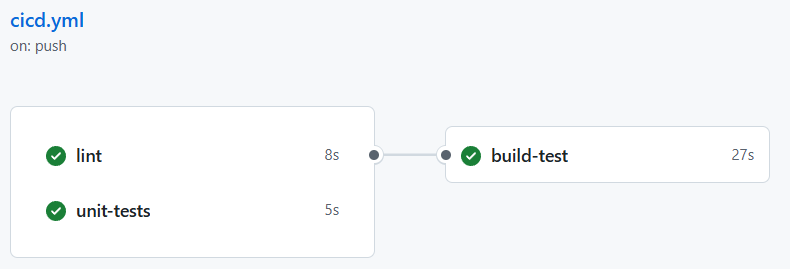 cicd.yml
on: push
lint 8s
build-test 27s
unit-tests 5s